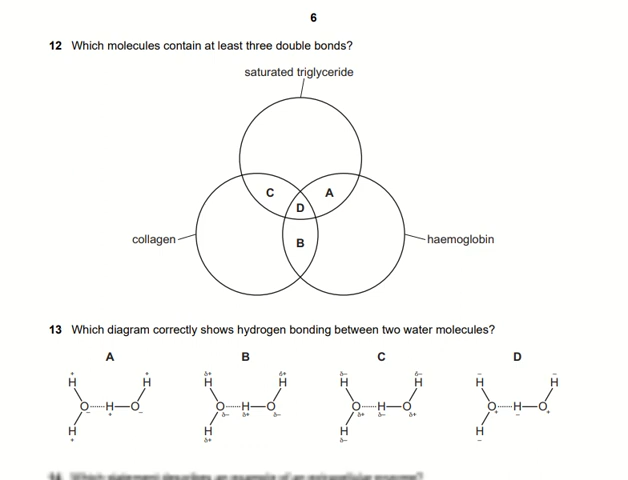 6
12 Which molecules contain at least three double bonds?
saturated triglyceride
C A
D
collagen haemoglobin
B
13 Which diagram correctly shows hydrogen bonding between two water molecules?
A B C D
+ + δ+ δ+ δ– δ– – –
H H H H H H H H
O H O O H O O H O O H O
– + – δ– δ+ δ– δ+ δ– δ+ + – +
H H H H
+ δ+ δ– –